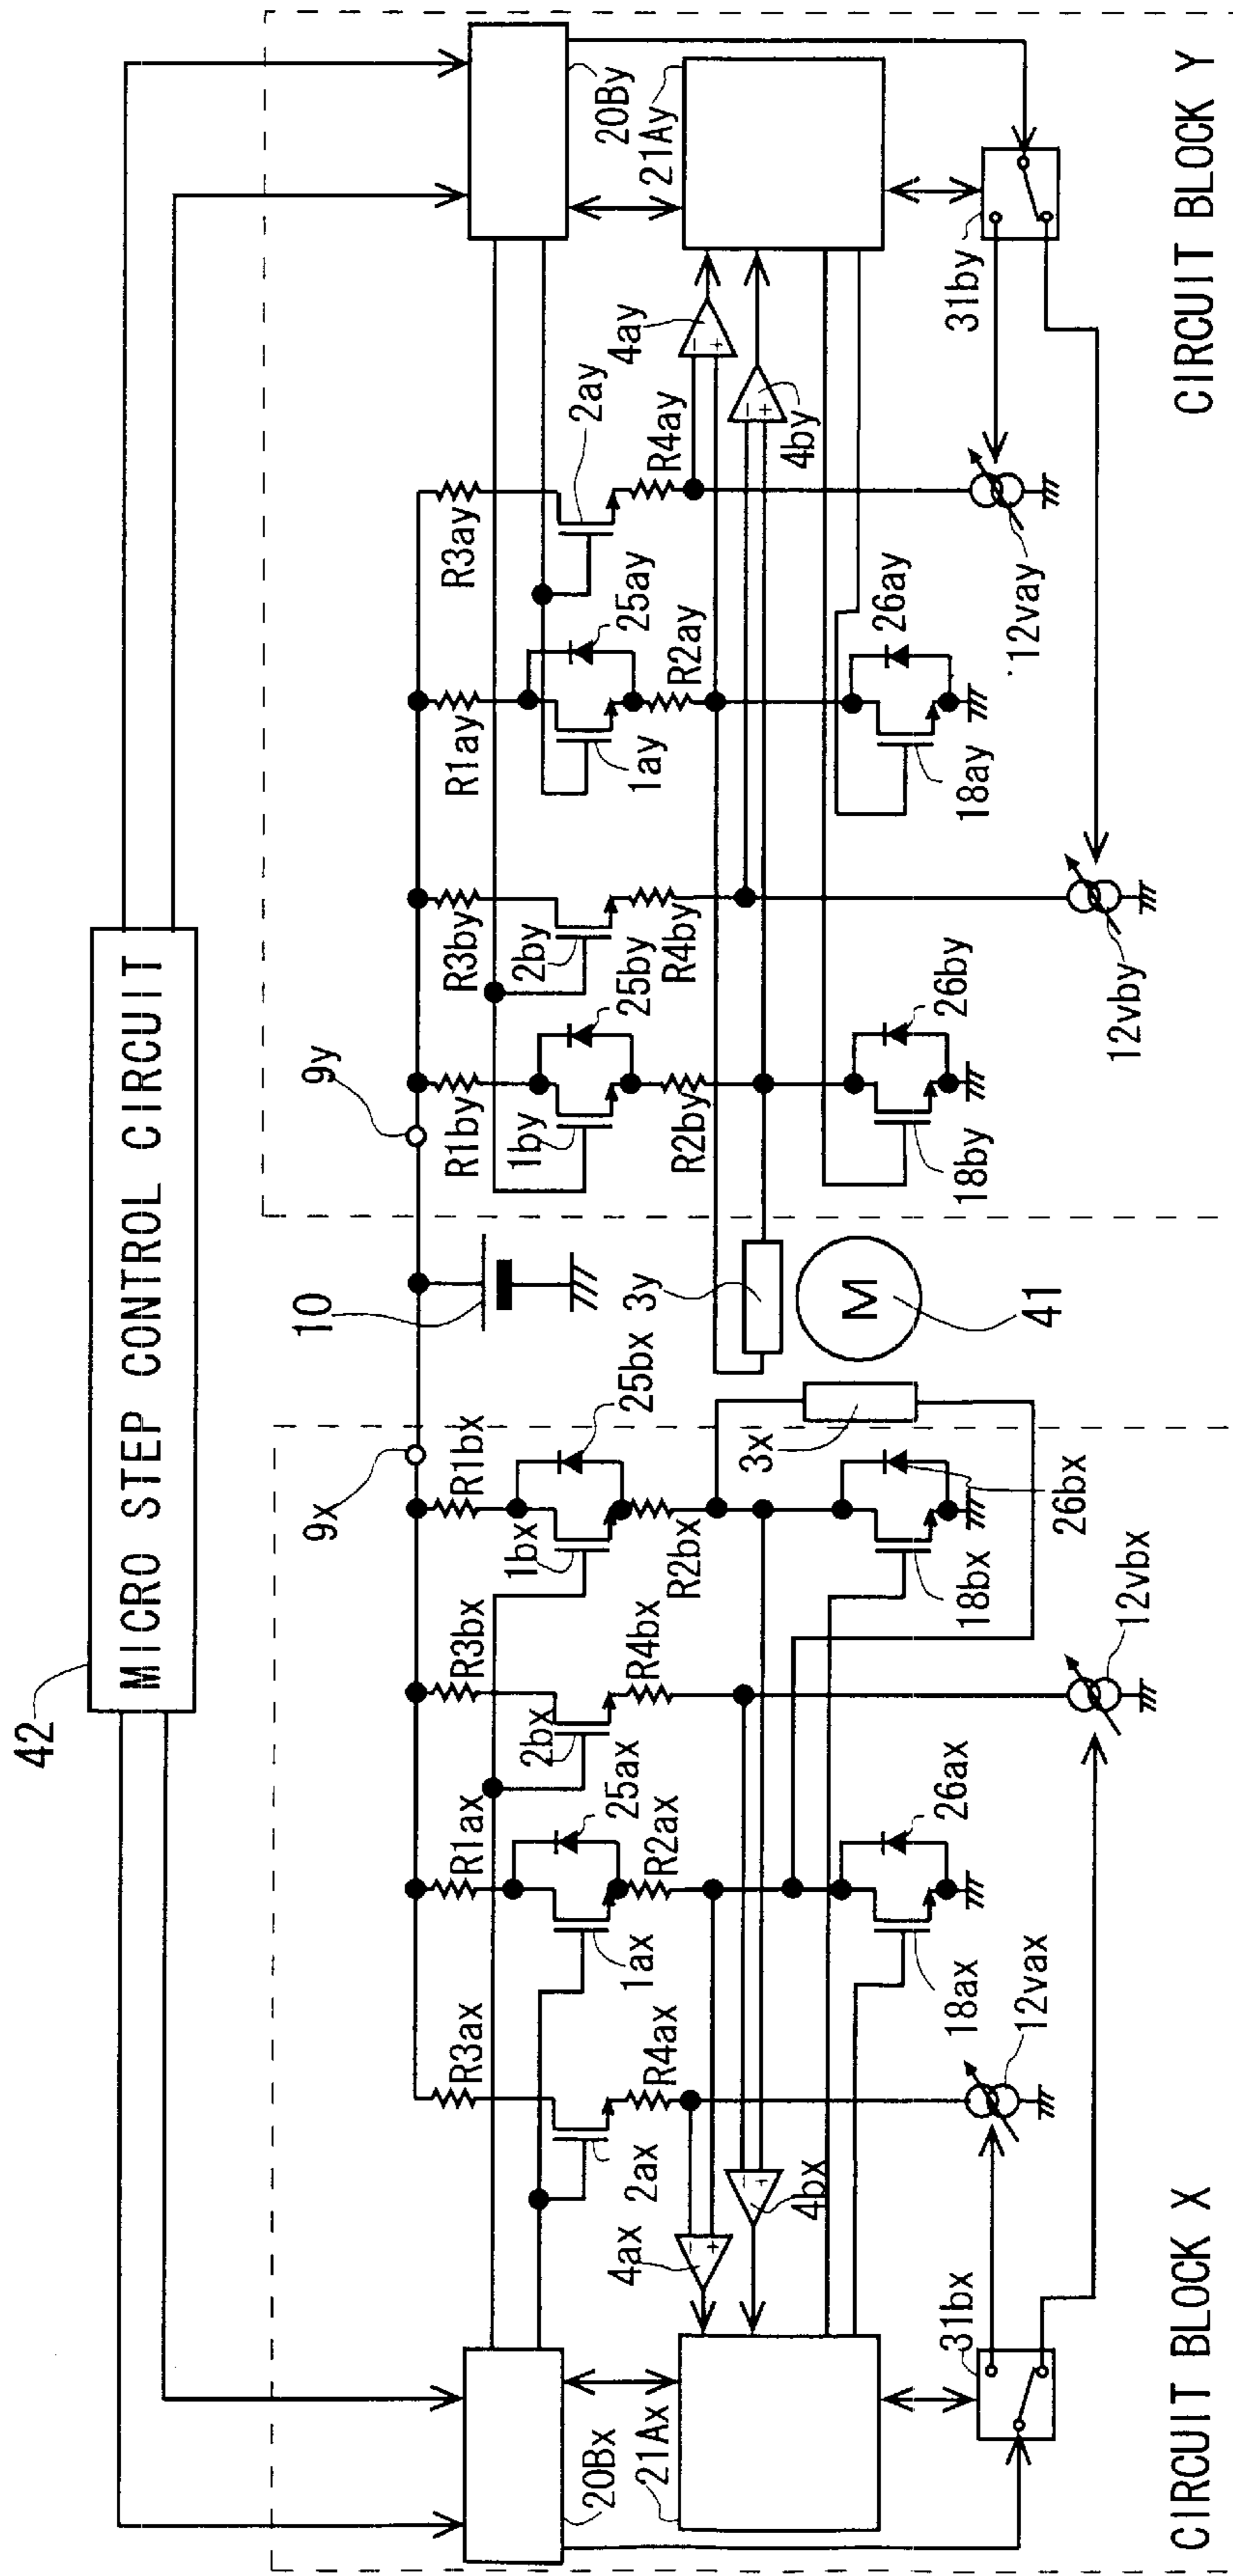 42
MICRO STEP CONTROL CIRCUIT
9x
10
9y
R3ax
R1ax
R3bx
R1bx
R1by
R3by
R1ay
R3ay
2ax
1ax
25ax
2bx
1bx
25bx
1by
25by
2by
1ay
25ay
2ay
20Bx
20By
R4ax
R2ax
R4bx
R2bx
3y
R2by
R4by
R2ay
R4ay
4ax
4bx
3x
4by
4ay
21Ax
21Ay
M
41
18ax
26ax
18bx
26bx
18by
26by
18ay
26ay
31bx
12vax
12vbx
12vby
12vay
31by
CIRCUIT BLOCK X
CIRCUIT BLOCK Y